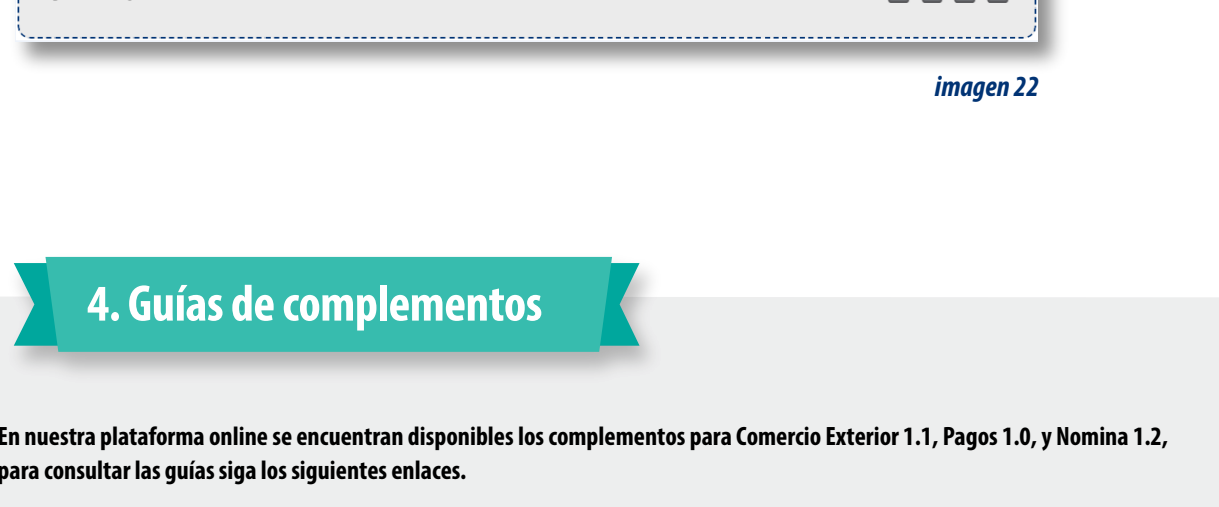 imagen 22
4. Guías de complementos
En nuestra plataforma online se encuentran disponibles los complementos para Comercio Exterior 1.1, Pagos 1.0, y Nomina 1.2,
para consultar las guías siga los siguientes enlaces.